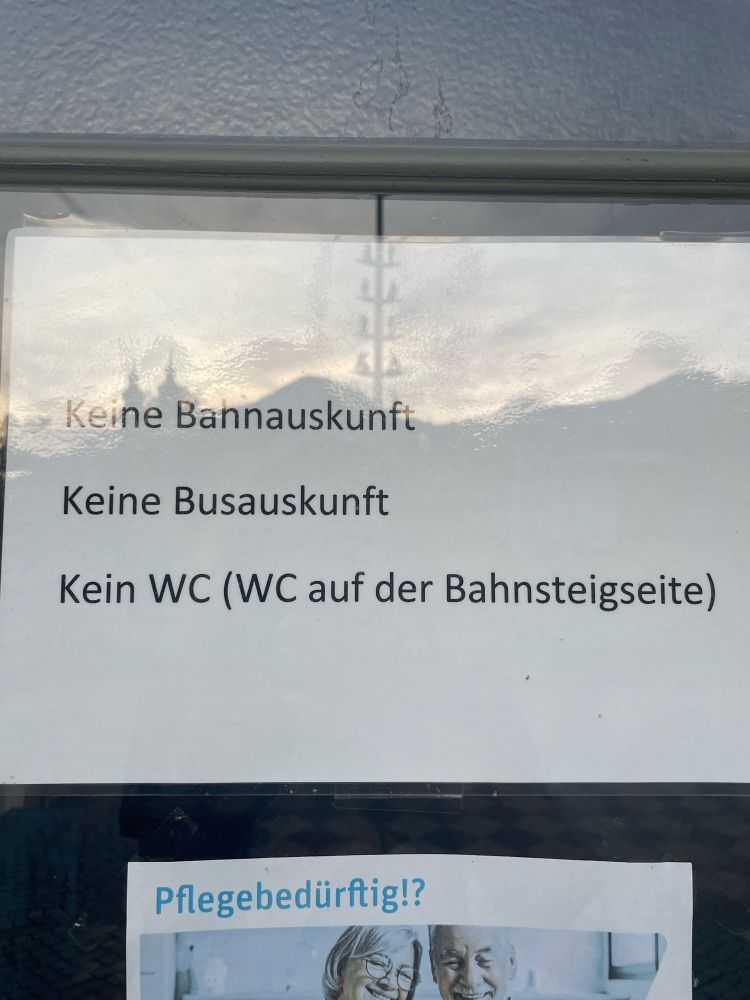 Keine Bahnauskunft
Keine Busauskunft
Kein WC (WC auf der Bahnsteigseite)
Pflegebedürftig!?